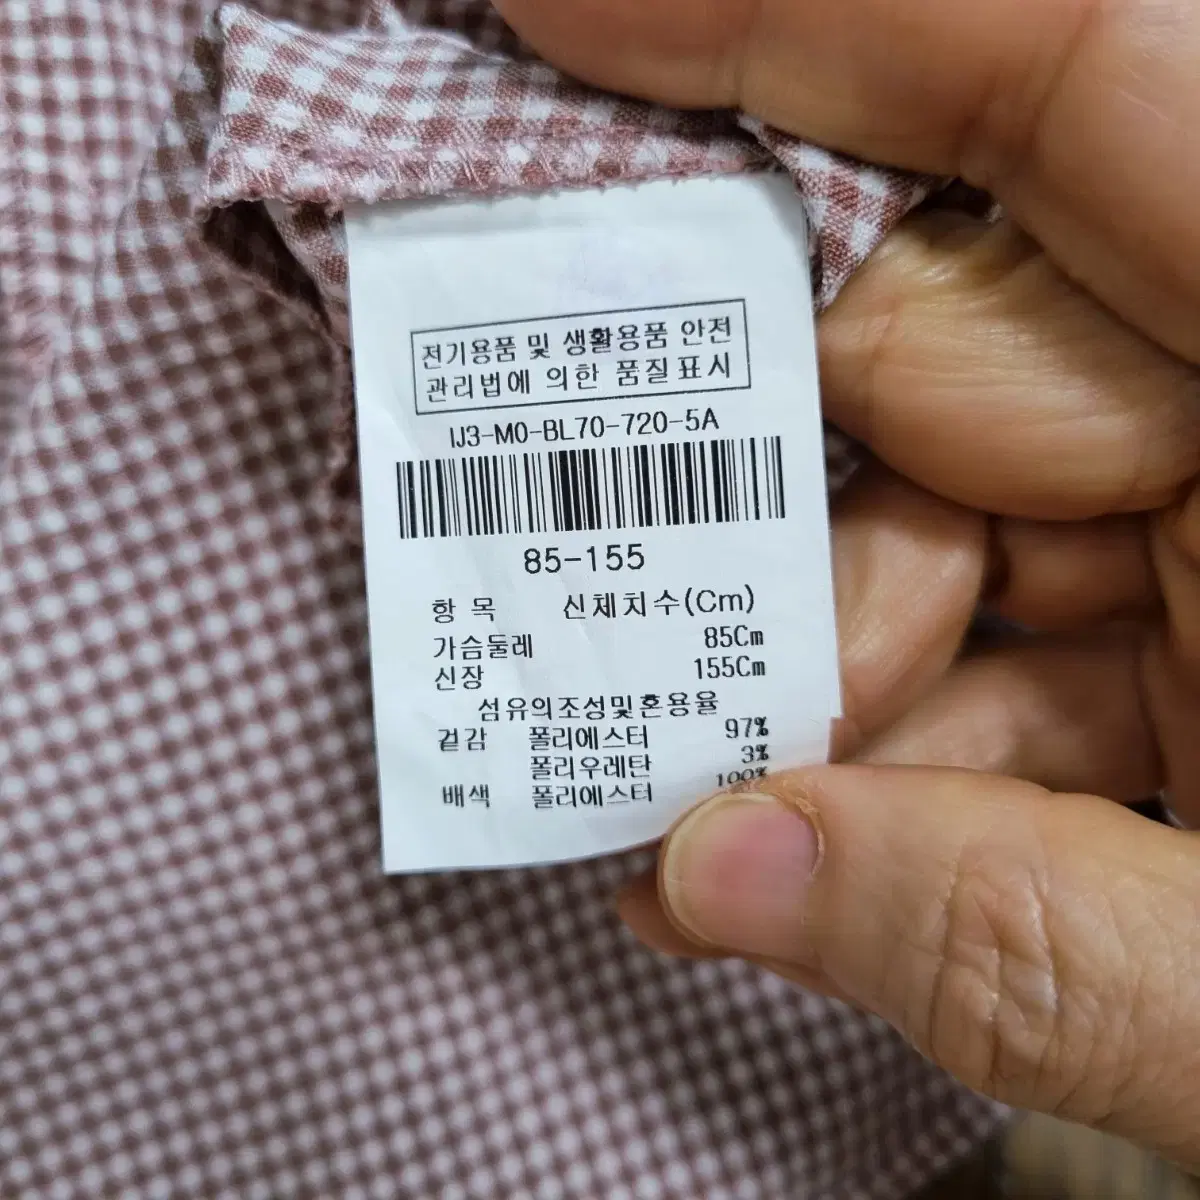 전기용품 및 생활용품 안전
관리법에 의한 품질표시
IJ3-M0-BL70-720-5A
85-155
항 목 신체치수(Cm)
가슴둘레 85Cm
신장 155Cm
섬유의조성및혼용율
겉감 폴리에스터 97%
폴리우레탄 3%
배색 폴리에스터 100%